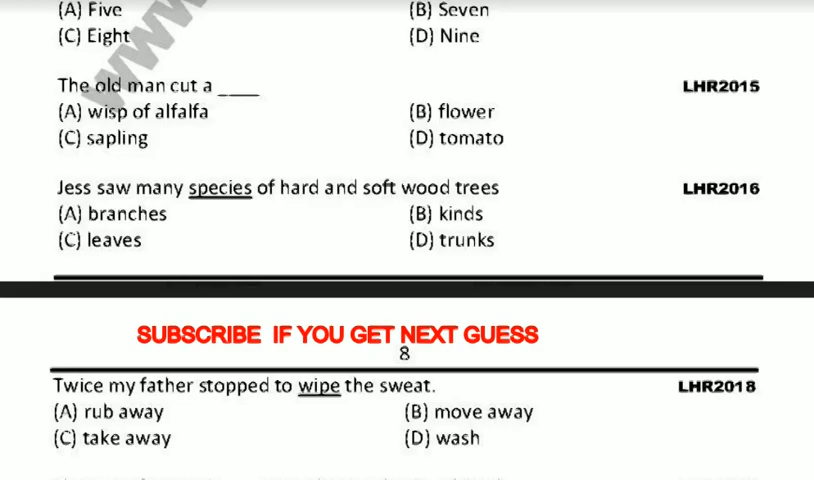 (A) Five (B) Seven
(C) Eight (D) Nine
The old man cut a ____ LHR2015
(A) wisp of alfalfa (B) flower
(C) sapling (D) tomato
Jess saw many species of hard and soft wood trees LHR2016
(A) branches (B) kinds
(C) leaves (D) trunks
SUBSCRIBE IF YOU GET NEXT GUESS
8
Twice my father stopped to wipe the sweat. LHR2018
(A) rub away (B) move away
(C) take away (D) wash